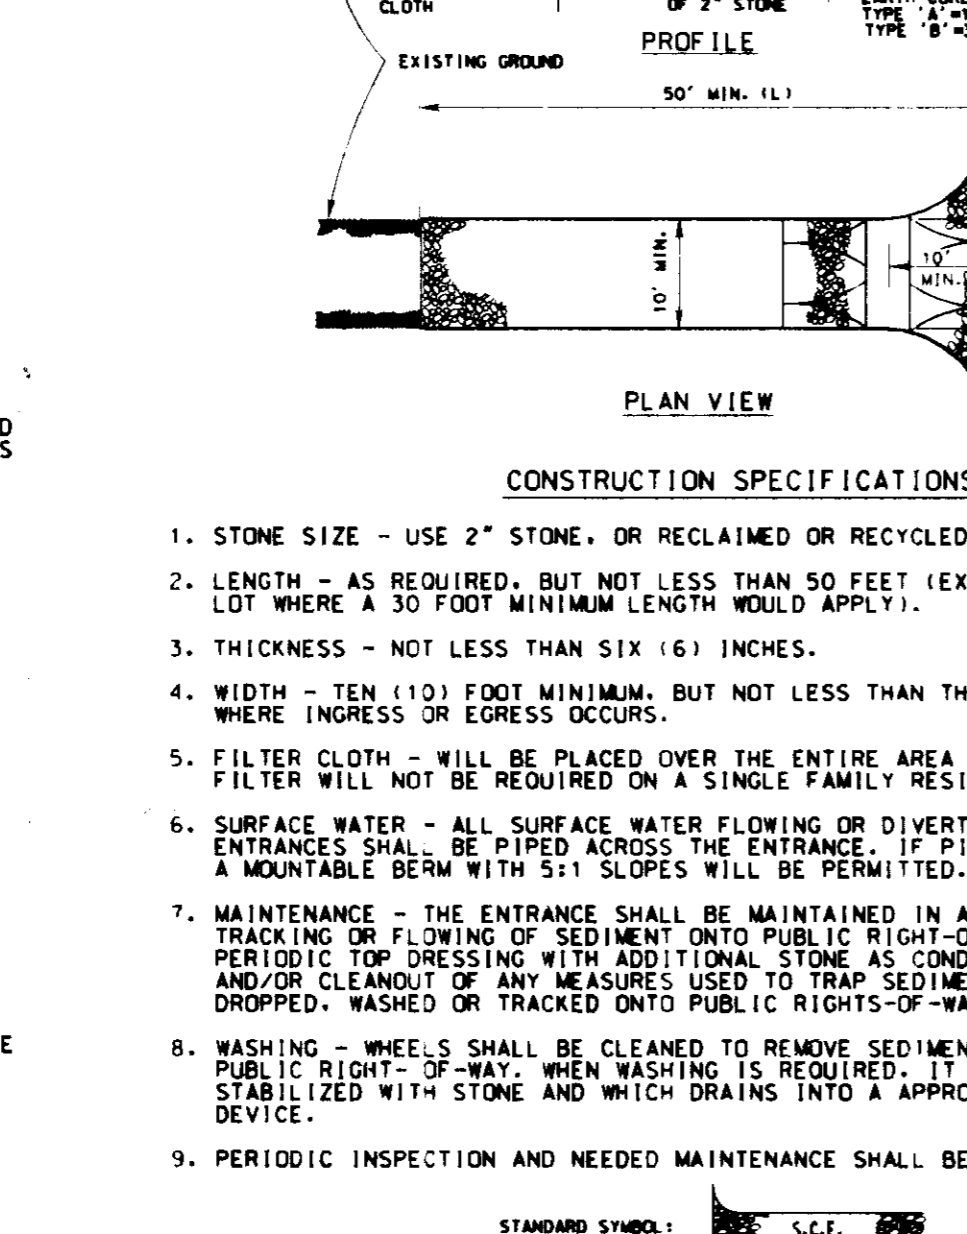 CLOTH
OF 2" STONE
TYPE 'A'=
TYPE 'B'=
PROFILE
EXISTING GROUND
50' MIN. (L)
10' MIN.
10'
MIN.
PLAN VIEW
D
S
CONSTRUCTION SPECIFICATIONS
1. STONE SIZE - USE 2" STONE, OR RECLAIMED OR RECYCLED
2. LENGTH - AS REQUIRED, BUT NOT LESS THAN 50 FEET (EX
LOT WHERE A 30 FOOT MINIMUM LENGTH WOULD APPLY).
3. THICKNESS - NOT LESS THAN SIX (6) INCHES.
4. WIDTH - TEN (10) FOOT MINIMUM, BUT NOT LESS THAN TH
WHERE INGRESS OR EGRESS OCCURS.
5. FILTER CLOTH - WILL BE PLACED OVER THE ENTIRE AREA
FILTER WILL NOT BE REQUIRED ON A SINGLE FAMILY RESI
6. SURFACE WATER - ALL SURFACE WATER FLOWING OR DIVERT
ENTRANCES SHALL BE PIPED ACROSS THE ENTRANCE. IF PI
A MOUNTABLE BERM WITH 5:1 SLOPES WILL BE PERMITTED.
7. MAINTENANCE - THE ENTRANCE SHALL BE MAINTAINED IN A
TRACKING OR FLOWING OF SEDIMENT ONTO PUBLIC RIGHT-O
PERIODIC TOP DRESSING WITH ADDITIONAL STONE AS COND
AND/OR CLEANOUT OF ANY MEASURES USED TO TRAP SEDIME
DROPPED, WASHED OR TRACKED ONTO PUBLIC RIGHTS-OF-WA
E
8. WASHING - WHEELS SHALL BE CLEANED TO REMOVE SEDIMEN
PUBLIC RIGHT- OF-WAY. WHEN WASHING IS REQUIRED, IT
STABILIZED WITH STONE AND WHICH DRAINS INTO A APPRO
DEVICE.
9. PERIODIC INSPECTION AND NEEDED MAINTENANCE SHALL BE
STANDARD SYMBOL:
S.C.E.